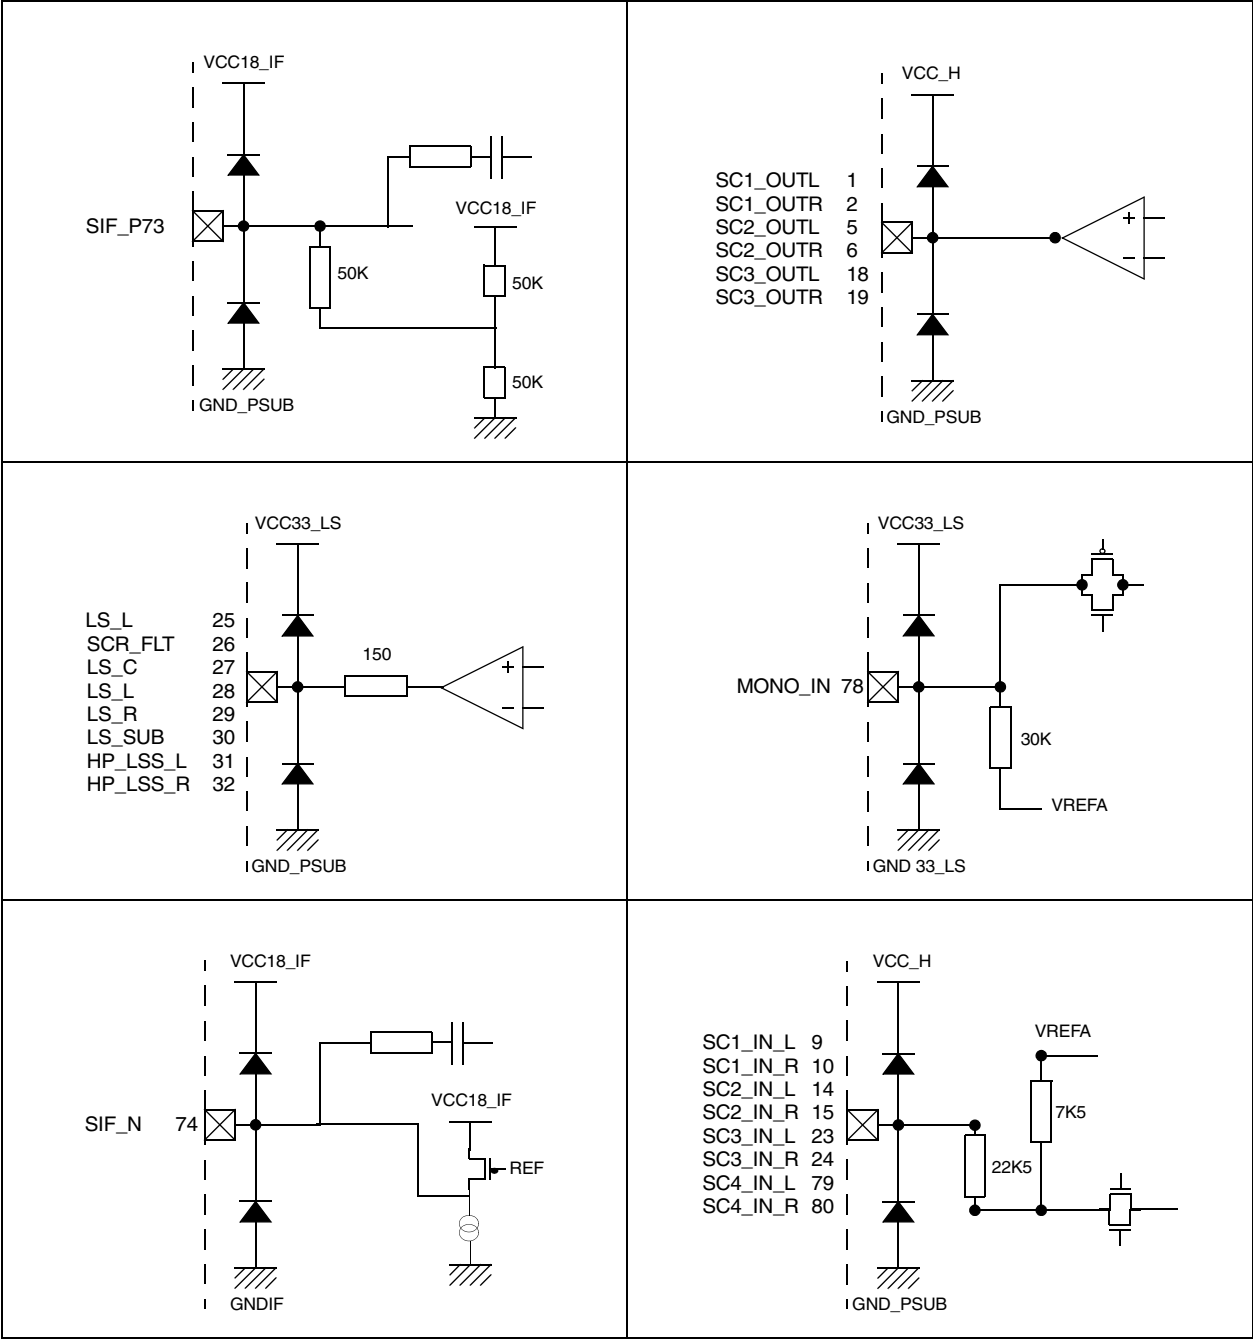 VCC18_IF
VCC18_IF
SIF_P73
50K
50K
50K
GND_PSUB
VCC_H
SC1_OUTL 1
SC1_OUTR 2
SC2_OUTL 5
SC2_OUTR 6
SC3_OUTL 18
SC3_OUTR 19
+
−
GND_PSUB
VCC33_LS
LS_L 25
SCR_FLT 26
LS_C 27
LS_L 28
LS_R 29
LS_SUB 30
HP_LSS_L 31
HP_LSS_R 32
150
+
−
GND_PSUB
VCC33_LS
MONO_IN 78
30K
VREFA
GND 33_LS
VCC18_IF
SIF_N 74
VCC18_IF
REF
GNDIF
VCC_H
SC1_IN_L 9
SC1_IN_R 10
SC2_IN_L 14
SC2_IN_R 15
SC3_IN_L 23
SC3_IN_R 24
SC4_IN_L 79
SC4_IN_R 80
VREFA
7K5
22K5
GND_PSUB